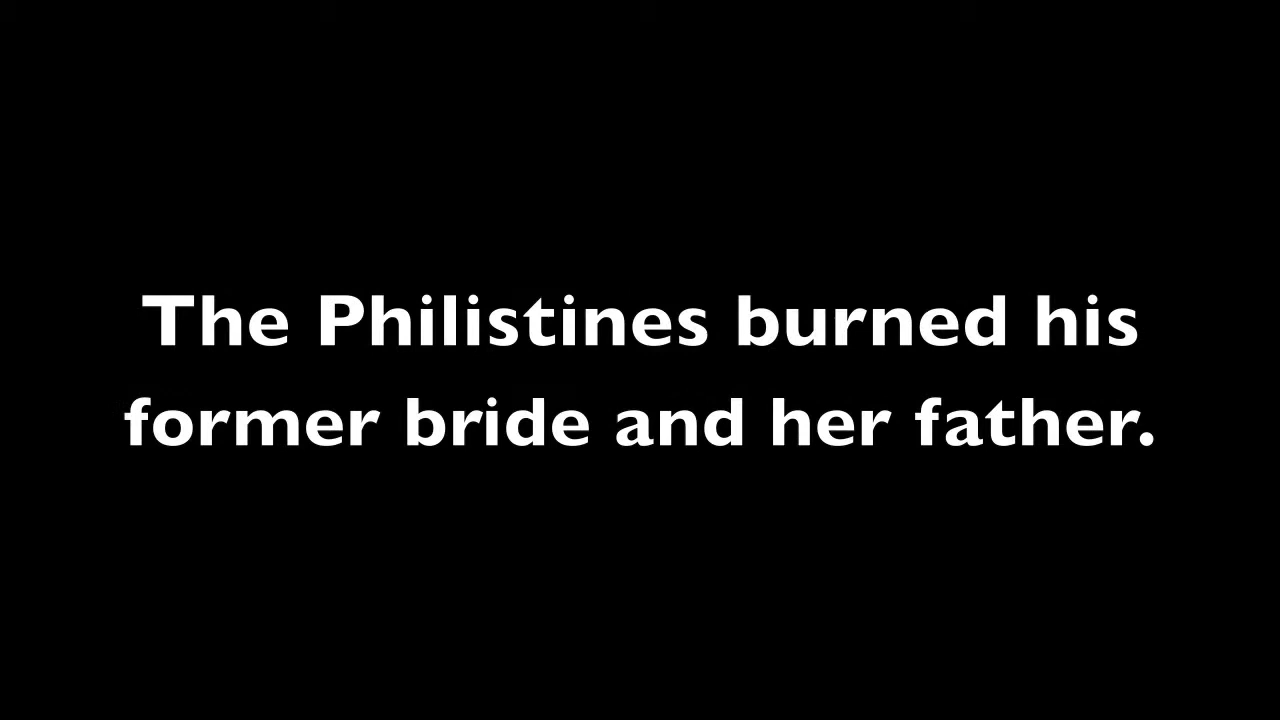 The Philistines burned his
former bride and her father.